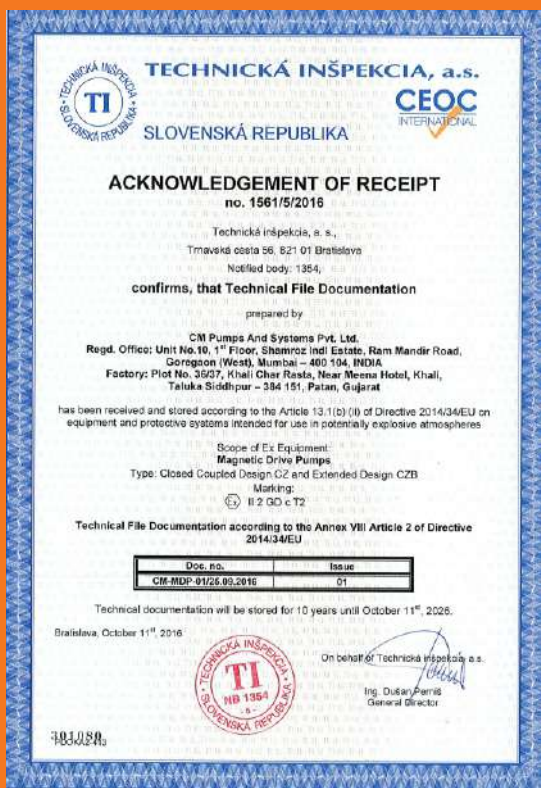 TECHNICKÁ INŠPEKCIA
TI
SLOVENSKÁ REPUBLIKA
TECHNICKÁ INŠPEKCIA, a.s.
CEOC
INTERNATIONAL
SLOVENSKÁ REPUBLIKA
ACKNOWLEDGEMENT OF RECEIPT
no. 1561/5/2016
Technická inšpekcia, a. s.,
Trnavská cesta 56, 821 01 Bratislava
Notified body: 1354,
confirms, that Technical File Documentation
prepared by
CM Pumps And Systems Pvt. Ltd.
Regd. Office: Unit No.10, 1st Floor, Shamroz Indl Estate, Ram Mandir Road,
Goregaon (West), Mumbai – 400 104, INDIA
Factory: Plot No. 36/37, Khali Char Rasta, Near Meena Hotel, Khali,
Taluka Siddhpur – 384 151, Patan, Gujarat
has been received and stored according to the Article 13.1(b) (ii) of Directive 2014/34/EU on
equipment and protective systems intended for use in potentially explosive atmospheres
Scope of Ex Equipment:
Magnetic Drive Pumps
Type: Closed Coupled Design CZ and Extended Design CZB
Marking:
Ex II 2 GD c T2
Technical File Documentation according to the Annex VIII Article 2 of Directive
2014/34/EU
Doc. no. Issue
CM-MDP-01/26.09.2016 01
Technical documentation will be stored for 10 years until October 11st, 2026.
Bratislava, October 11st, 2016
TECHNICKÁ INŠPEKCIA
TI
NB 1354
- 5 -
SLOVENSKÁ REPUBLIKA
On behalf of Technická inšpekcia a.s.
Ing. Dušan Perniš
General Director
301080